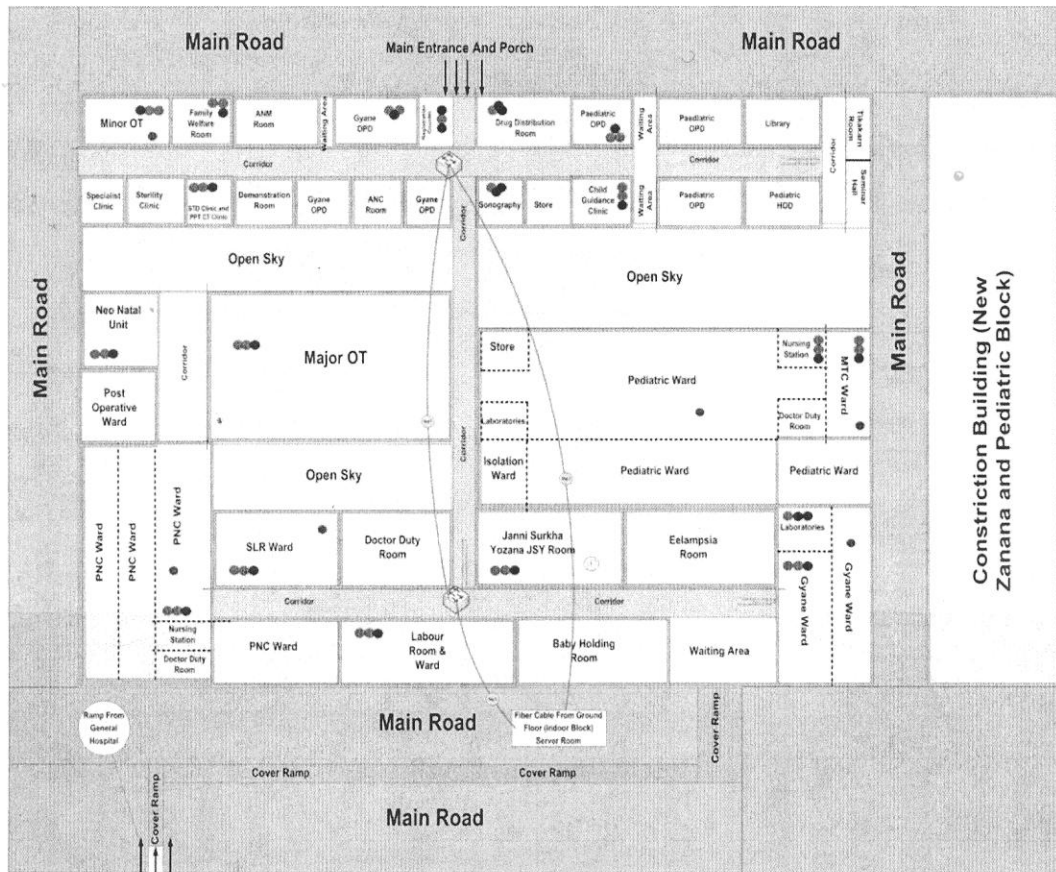 Main Road
Main Entrance And Porch
Main Road
Minor OT
Family
Welfare
Room
ANM
Room
Waiting Area
Gyane
OPD
Drug Distribution
Room
Paediatric
OPD
Waiting Area
Paediatric
OPD
Library
Corridor
Tikakarn
Room
Corridor
Corridor
Specialist
Clinic
Sterility
Clinic
STD Clinic and
PPT CT Clinic
Demonstration
Room
Gyane
OPD
ANC
Room
Gyane
OPD
Corridor
Sonography
Store
Child
Guidance
Clinic
Waiting Area
Paediatric
OPD
Pediatric
HDD
Seminar
Hall
Open Sky
Open Sky
Main Road
Main Road
Neo Natal
Unit
Corridor
Major OT
Post
Operative
Ward
Store
Pediatric Ward
Nursing
Station
MTC Ward
Laboratories
Doctor Duty
Room
Corridor
Open Sky
Isolation
Ward
Pediatric Ward
Pediatric Ward
PNC Ward
PNC Ward
PNC Ward
SLR Ward
Doctor Duty
Room
Janni Surkha
Yozana JSY Room
Eelampsia
Room
Laboratories
Gyane Ward
Gyane Ward
Corridor
Corridor
Nursing
Station
Doctor Duty
Room
PNC Ward
Labour
Room &
Ward
Baby Holding
Room
Waiting Area
Constriction Building (New
Zanana and Pediatric Block)
Ramp From
General
Hospital
Main Road
Fiber Cable From Ground
Floor (Indoor Block)
Server Room
Cover Ramp
Cover Ramp
Cover Ramp
Cover Ramp
Main Road